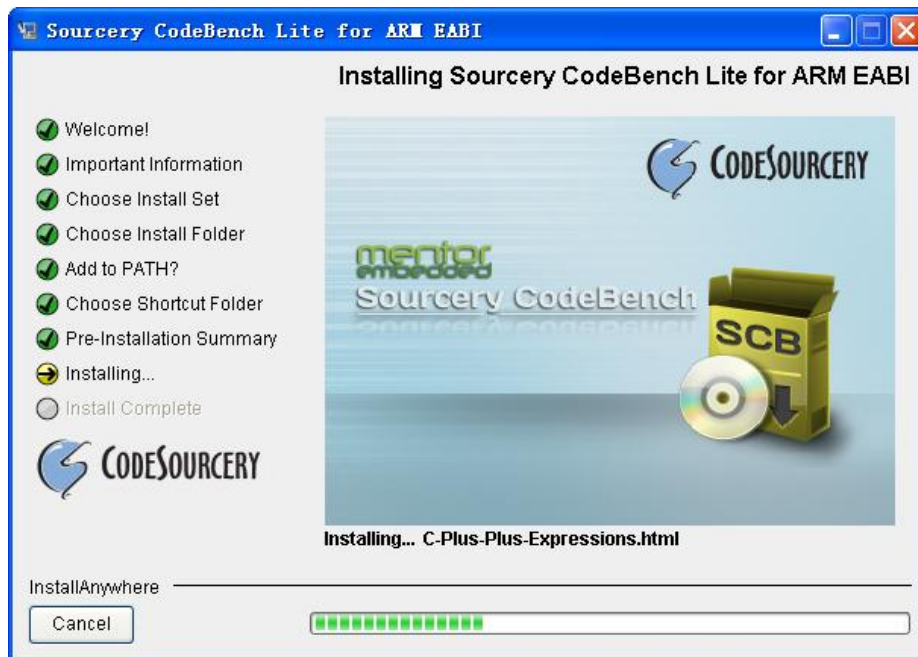 Sourcery CodeBench Lite for ARM EABI
Installing Sourcery CodeBench Lite for ARM EABI
Welcome!
Important Information
Choose Install Set
Choose Install Folder
Add to PATH?
Choose Shortcut Folder
Pre-Installation Summary
Installing...
Install Complete
CODESOURCERY
CODESOURCERY
mentor
embedded
Sourcery CodeBench
SCB
Installing... C-Plus-Plus-Expressions.html
InstallAnywhere
Cancel